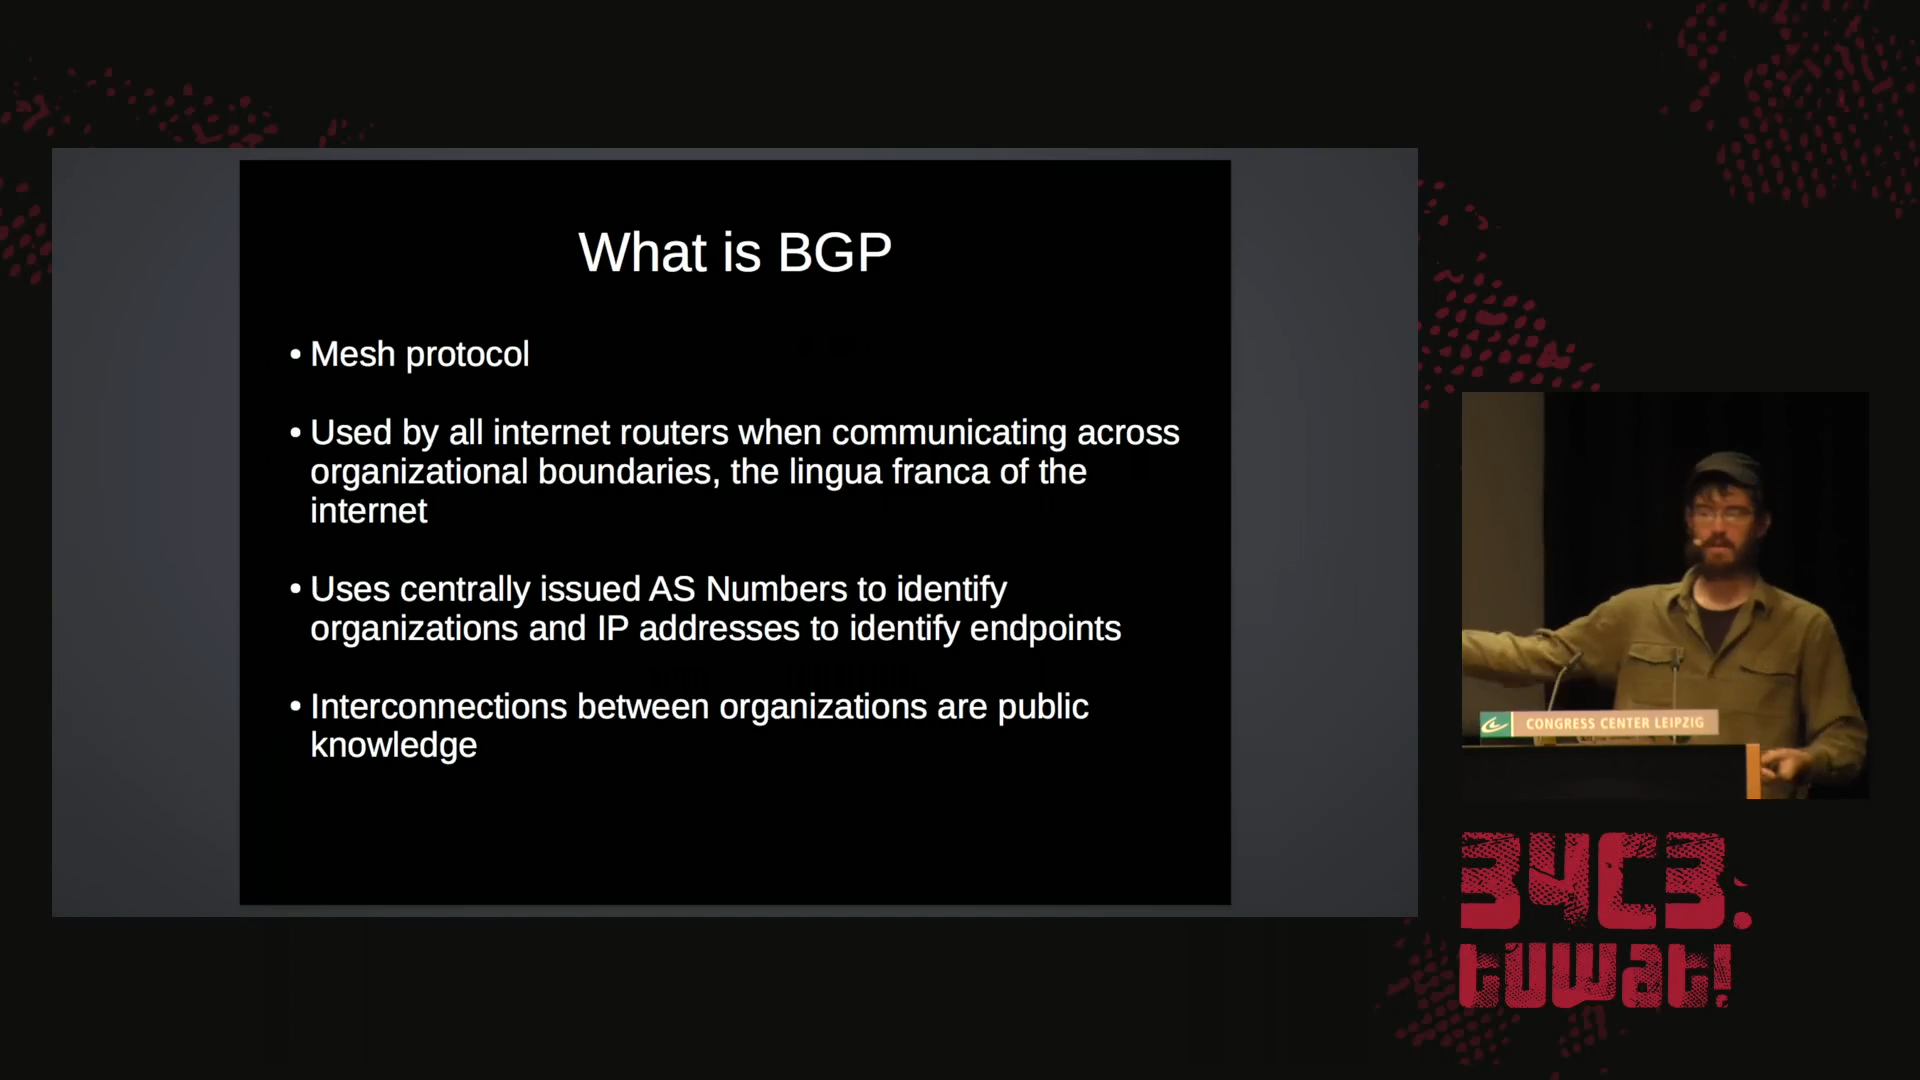 What is BGP
• Mesh protocol
• Used by all internet routers when communicating across
organizational boundaries, the lingua franca of the
internet
• Uses centrally issued AS Numbers to identify
organizations and IP addresses to identify endpoints
• Interconnections between organizations are public
knowledge
CONGRESS CENTER LEIPZIG
34C3.
tuwat!